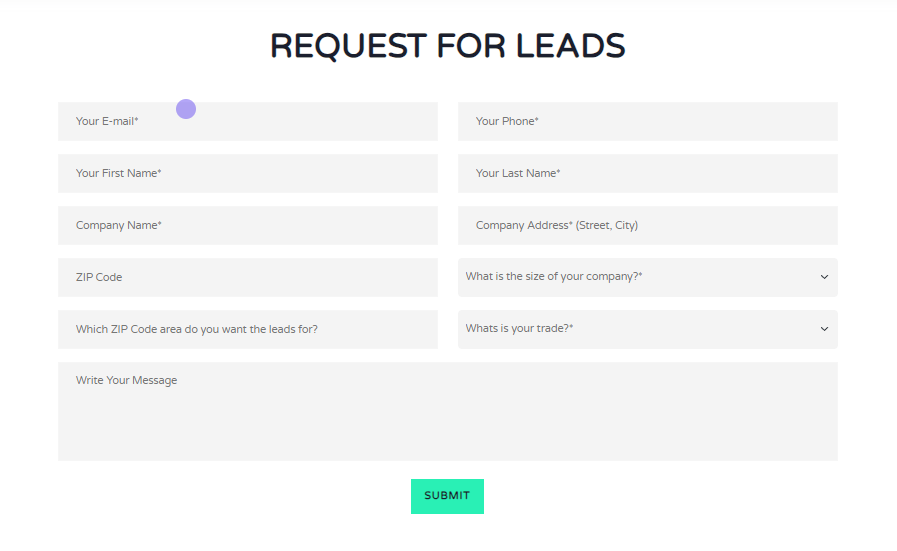 REQUEST FOR LEADS
Your E-mail*
Your Phone*
Your First Name*
Your Last Name*
Company Name*
Company Address* (Street, City)
ZIP Code
What is the size of your company?*
Which ZIP Code area do you want the leads for?
Whats is your trade?*
Write Your Message
SUBMIT